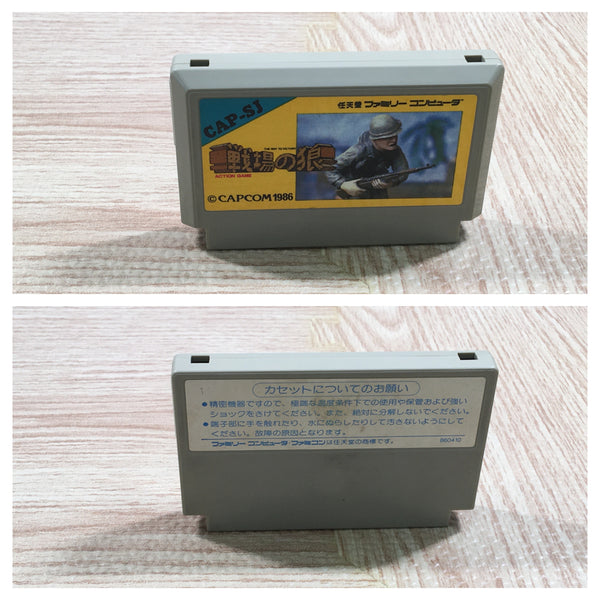 CAP-SJ
任天堂 ファミリー コンピュータ
THE WAY TO VICTORY
戦場の狼
ACTION GAME
©CAPCOM 1986
カセットについてのお願い
●精密機器ですので、極端な温度条件下での使用や保管および強い
ショックをさけてください。また、絶対に分解しないでください。
●端子部に手を触れたり、水にぬらしたりして汚さないようにして
ください。故障の原因となります。
ファミリー コンピュータ・ファミコンは任天堂の商標です。
860410